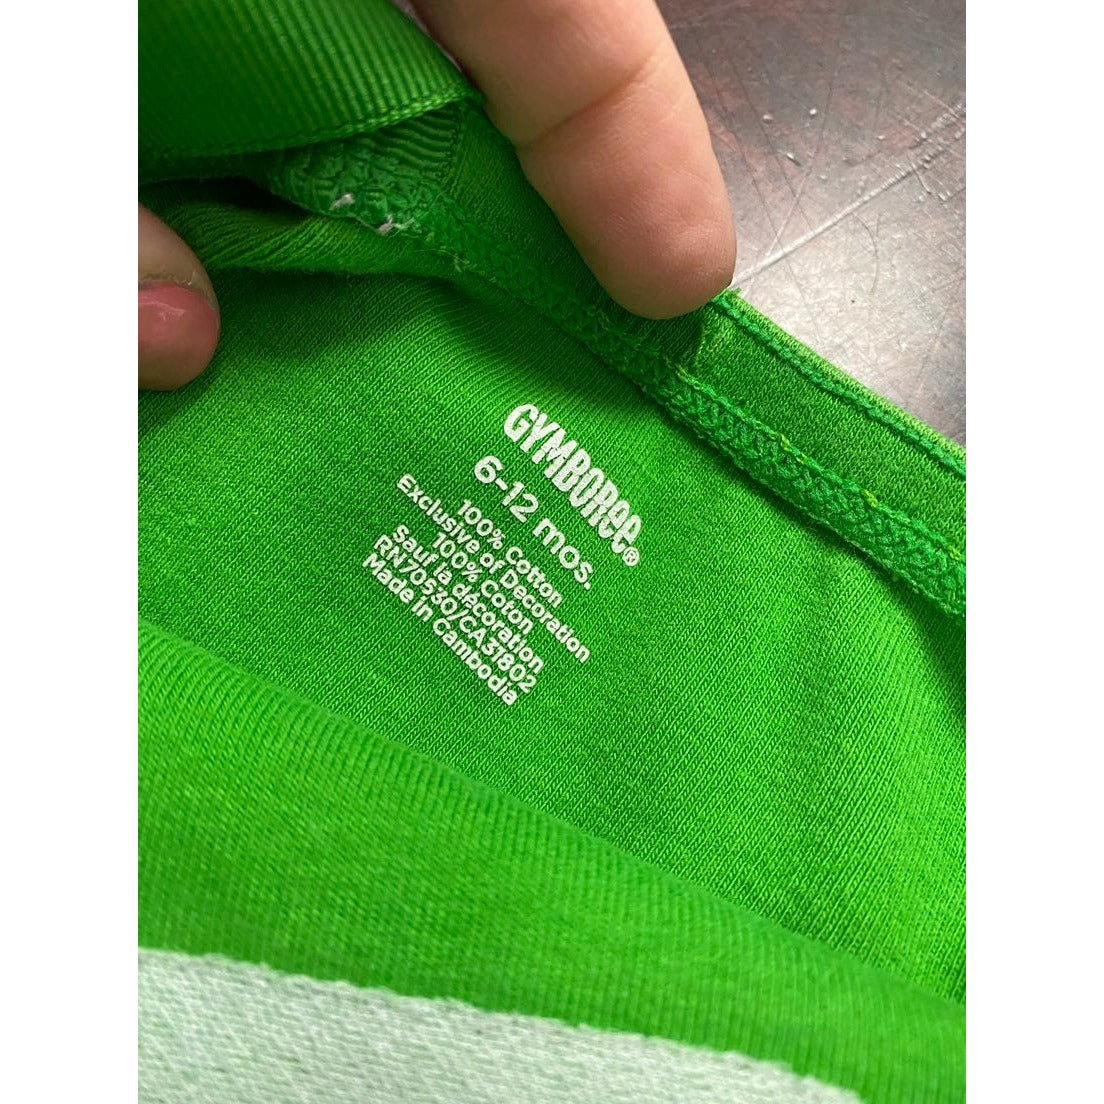 GYMBORee®
6-12 mos.
100% Cotton
Exclusive of Decoration
100% Coton
Sauf la décoration
RN70530/CA31802
Made in Cambodia